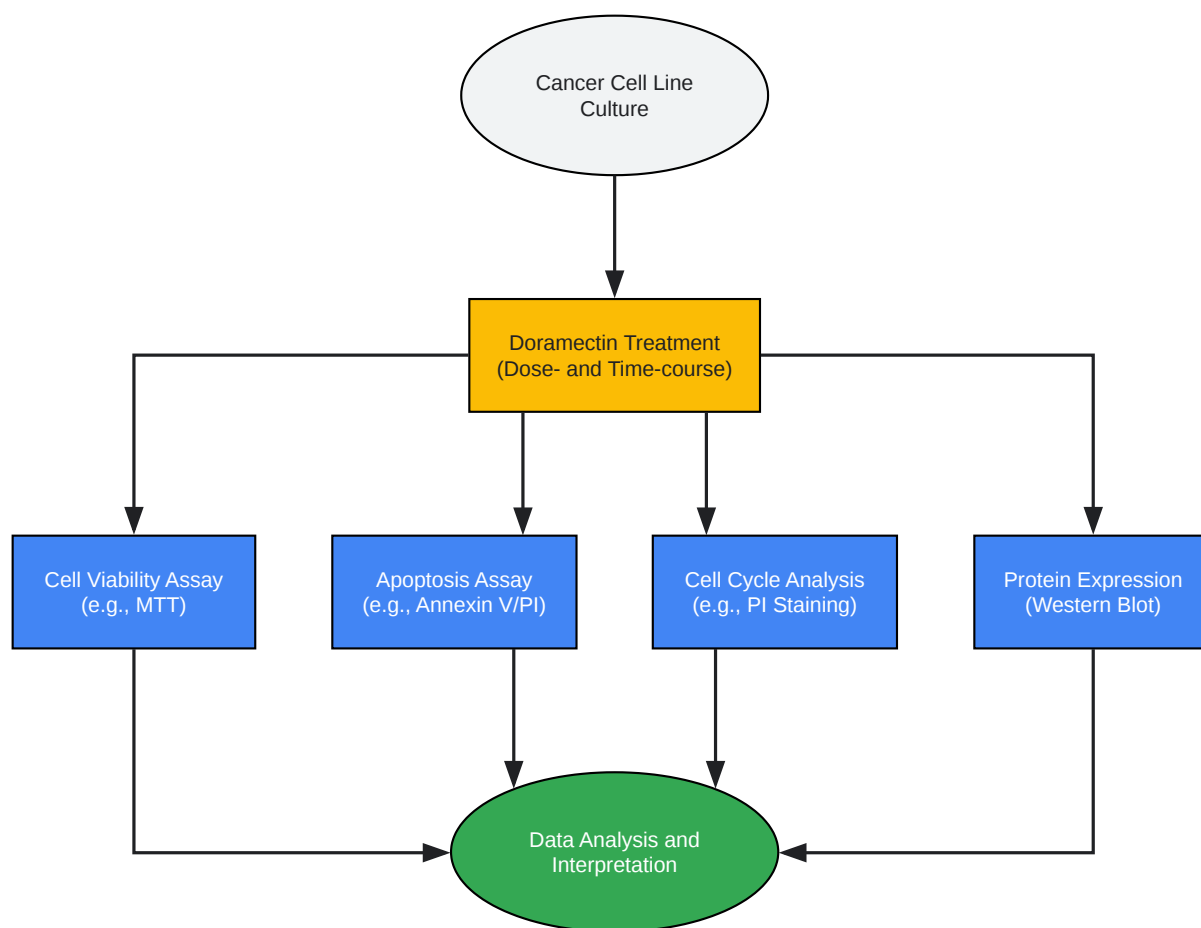 Cancer Cell Line
Culture
Doramectin Treatment
(Dose- and Time-course)
Cell Viability Assay
(e.g., MTT)
Apoptosis Assay
(e.g., Annexin V/PI)
Cell Cycle Analysis
(e.g., PI Staining)
Protein Expression
(Western Blot)
Data Analysis and
Interpretation